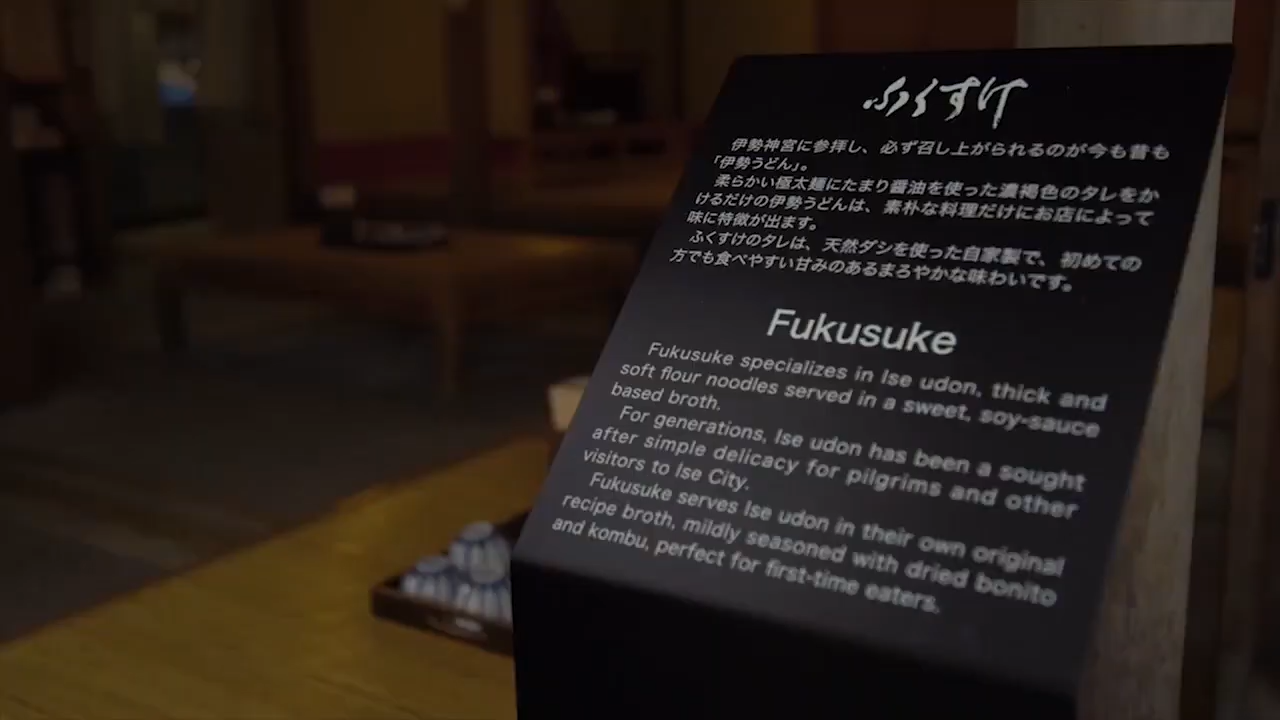 ふくすけ
伊勢神宮に参拝し、必ず召し上がられるのが今も昔も
「伊勢うどん」。
柔らかい極太麺にたまり醤油を使った濃褐色のタレをか
けるだけの伊勢うどんは、素朴な料理だけにお店によって
味に特徴が出ます。
ふくすけのタレは、天然ダシを使った自家製で、初めての
方でも食べやすい甘みのあるまろやかな味わいです。
Fukusuke
Fukusuke specializes in Ise udon, thick and
soft flour noodles served in a sweet, soy-sauce
based broth.
For generations, Ise udon has been a sought
after simple delicacy for pilgrims and other
visitors to Ise City.
Fukusuke serves Ise udon in their own original
recipe broth, mildly seasoned with dried bonito
and kombu, perfect for first-time eaters.